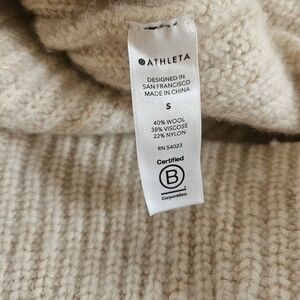 ATHLETA
DESIGNED IN
SAN FRANCISCO
MADE IN CHINA
S
40% WOOL
38% VISCOSE
22% NYLON
RN 54023
Certified
B
Corporation